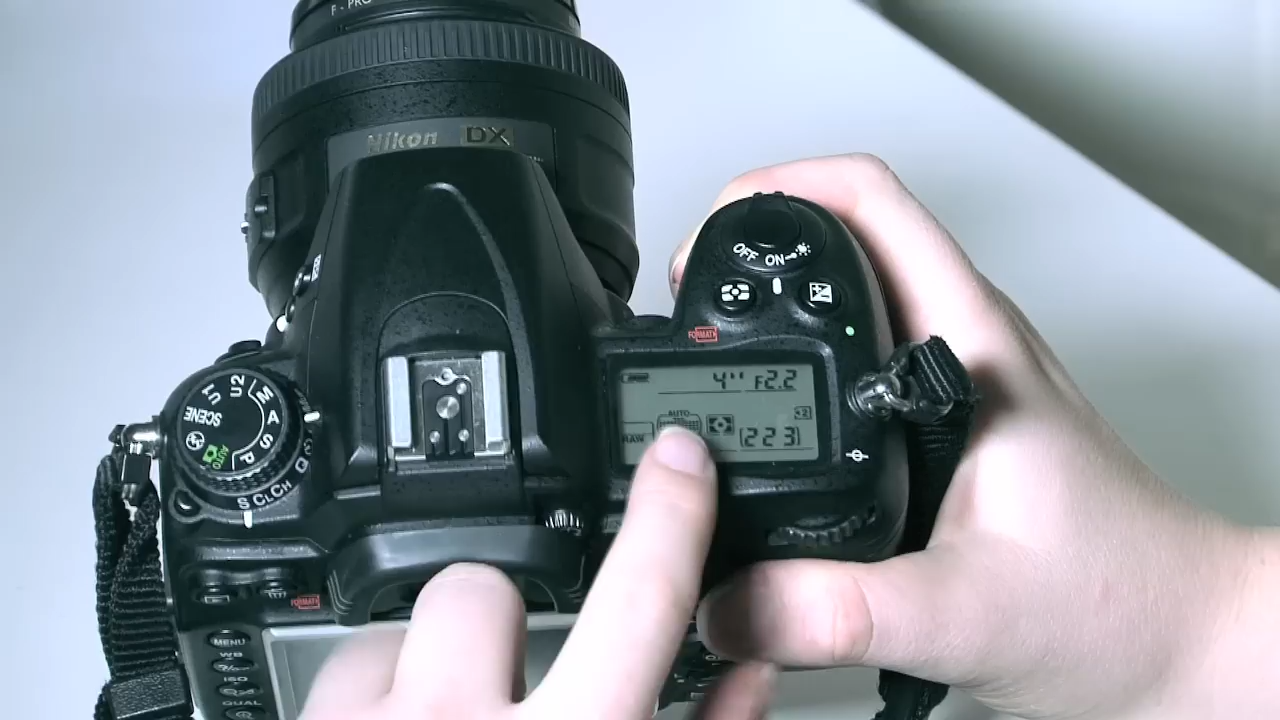 F-PRO
Nikon DX
OFF ON
FORMAT
4" F2.2
AUTO
RAW
[223]
U1 U2 M A S P AUTO SCENE
S CL CH Q
FORMAT
MENU
WB
ISO
QUAL